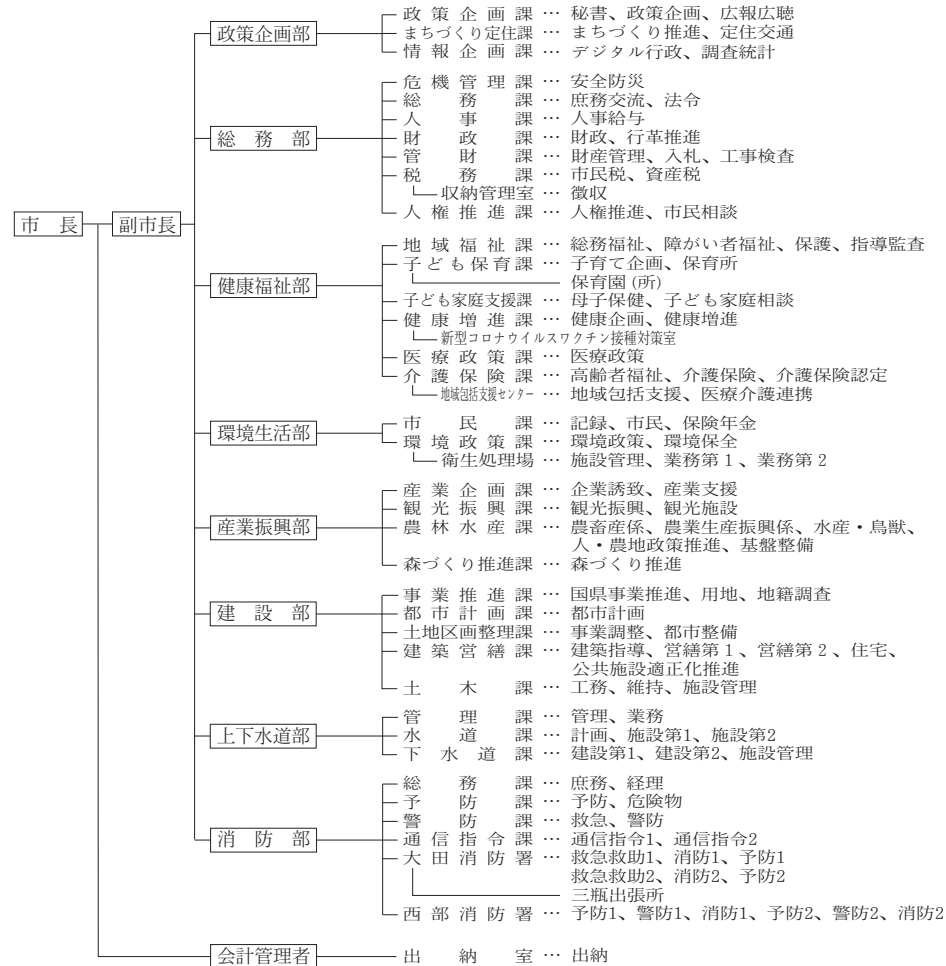 政策企画課 … 秘書、政策企画、広報広聴
政策企画部
まちづくり定住課 … まちづくり推進、定住交通
情報企画課 … デジタル行政、調査統計
危機管理課 … 安全防災
総務課 … 庶務交流、法令
人事課 … 人事給与
総務部
財政課 … 財政、行革推進
管財課 … 財産管理、入札、工事検査
税務課 … 市民税、資産税
収納管理室 … 徴収
人権推進課 … 人権推進、市民相談
市長
副市長
地域福祉課 … 総務福祉、障がい者福祉、保護、指導監査
子ども保育課 … 子育て企画、保育所
保育園(所)
健康福祉部
子ども家庭支援課 … 母子保健、子ども家庭相談
健康増進課 … 健康企画、健康増進
新型コロナウイルスワクチン接種対策室
医療政策課 … 医療政策
介護保険課 … 高齢者福祉、介護保険、介護保険認定
地域包括支援センター … 地域包括支援、医療介護連携
市民課 … 記録、市民、保険年金
環境生活部
環境政策課 … 環境政策、環境保全
衛生処理場 … 施設管理、業務第1、業務第2
産業企画課 … 企業誘致、産業支援
観光振興課 … 観光振興、観光施設
産業振興部
農林水産課 … 農畜産係、農業生産振興係、水産・鳥獣、
人・農地政策推進、基盤整備
森づくり推進課 … 森づくり推進
事業推進課 … 国県事業推進、用地、地籍調査
都市計画課 … 都市計画
建設部
土地区画整理課 … 事業調整、都市整備
建築営繕課 … 建築指導、営繕第1、営繕第2、住宅、
公共施設適正化推進
土木課 … 工務、維持、施設管理
管理課 … 管理、業務
上下水道部
水道課 … 計画、施設第1、施設第2
下水道課 … 建設第1、建設第2、施設管理
総務課 … 庶務、経理
予防課 … 予防、危険物
警防課 … 救急、警防
消防部
通信指令課 … 通信指令1、通信指令2
大田消防署 … 救急救助1、消防1、予防1
救急救助2、消防2、予防2
三瓶出張所
西部消防署 … 予防1、警防1、消防1、予防2、警防2、消防2
会計管理者
出納室 … 出納